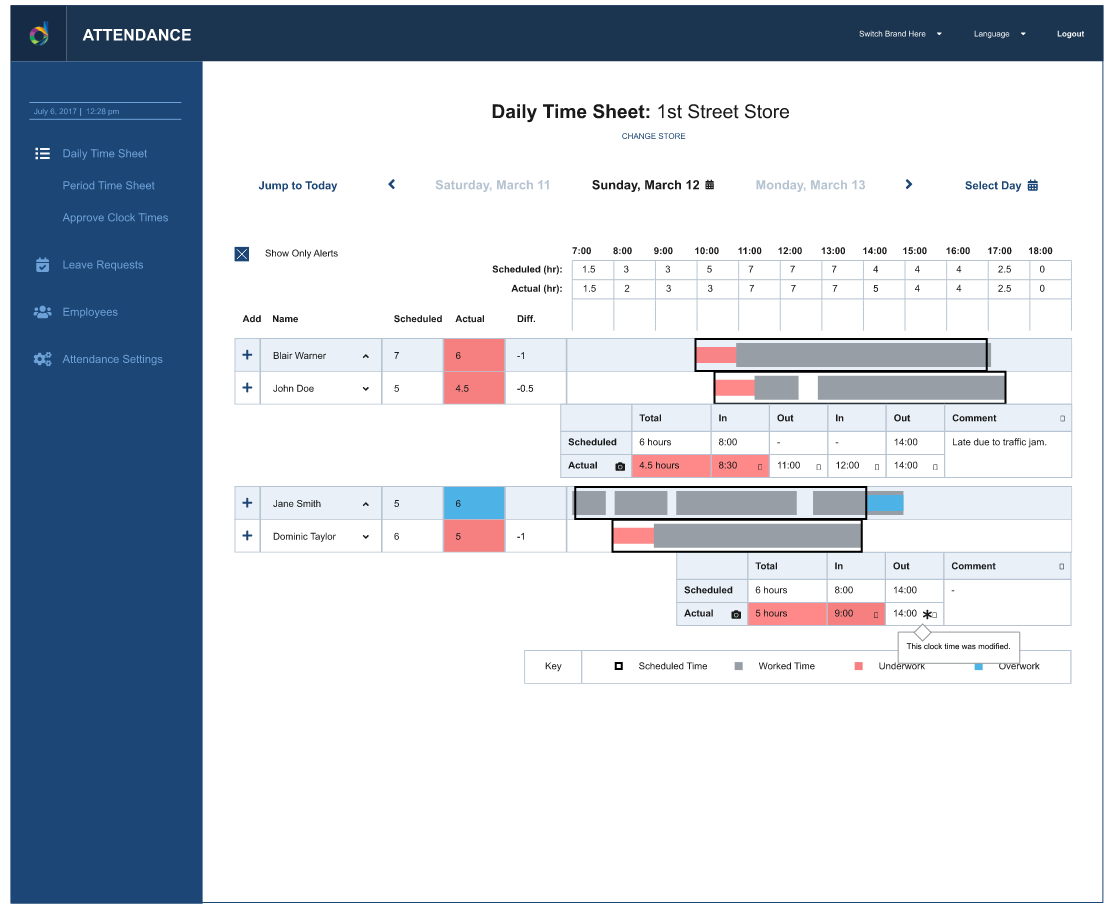 ATTENDANCE
Switch Brand Here Language Logout
July 6, 2017 | 12:28 pm
Daily Time Sheet
Period Time Sheet
Approve Clock Times
Leave Requests
Employees
Attendance Settings
Daily Time Sheet: 1st Street Store
CHANGE STORE
Jump to Today Saturday, March 11 Sunday, March 12 Monday, March 13 Select Day
Show Only Alerts
7:00 8:00 9:00 10:00 11:00 12:00 13:00 14:00 15:00 16:00 17:00 18:00
Scheduled (hr): 1.5 3 3 5 7 7 7 4 4 4 2.5 0
Actual (hr): 1.5 2 3 3 7 7 7 5 4 4 2.5 0
Add Name Scheduled Actual Diff.
+ Blair Warner 7 6 -1
+ John Doe 5 4.5 -0.5
Total In Out In Out Comment
Scheduled 6 hours 8:00 - - 14:00 Late due to traffic jam.
Actual 4.5 hours 8:30 11:00 12:00 14:00
+ Jane Smith 5 6
+ Dominic Taylor 6 5 -1
Total In Out Comment
Scheduled 6 hours 8:00 14:00 -
Actual 5 hours 9:00 14:00 *
This clock time was modified.
Key Scheduled Time Worked Time Underwork Overwork